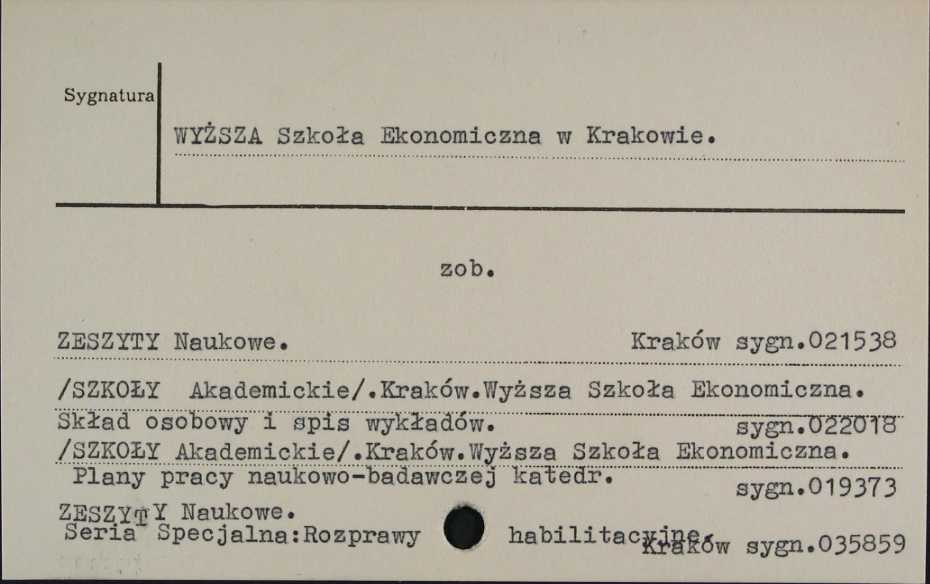 Sygnatura
WYŻSZA Szkoła Ekonomiczna w Krakowie.
zob.
ZESZYTY Naukowe. Kraków sygn.021538
/SZKOŁY Akademickie/.Kraków.Wyższa Szkoła Ekonomiczna.
Skład osobowy i spis wykładów. sygn.022018
/SZKOŁY Akademickie/.Kraków.Wyższa Szkoła Ekonomiczna.
Plany pracy naukowo-badawczej katedr. sygn.019373
ZESZYTY Naukowe.
Seria Specjalna:Rozprawy habilitacyjne.
Kraków sygn.035859